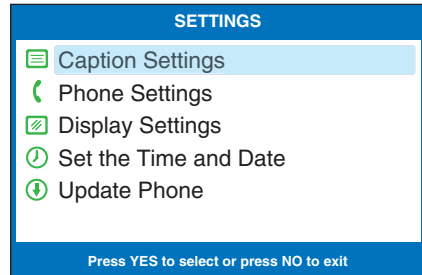 SETTINGS
Caption Settings
Phone Settings
Display Settings
Set the Time and Date
Update Phone
Press YES to select or press NO to exit